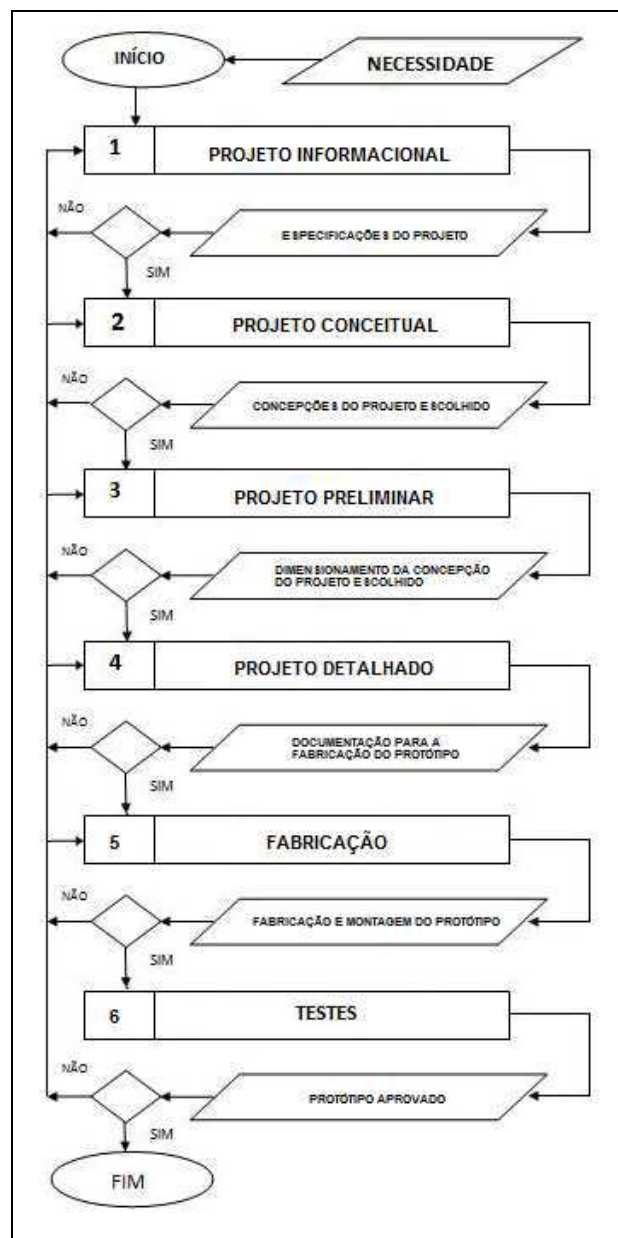 INÍCIO
NECESSIDADE
1
PROJETO INFORMACIONAL
NÃO
ESPECIFICAÇÕES DO PROJETO
SIM
2
PROJETO CONCEITUAL
NÃO
CONCEPÇÕES DO PROJETO ESCOLHIDO
SIM
3
PROJETO PRELIMINAR
NÃO
DIMENSIONAMENTO DA CONCEPÇÃO
DO PROJETO ESCOLHIDO
SIM
4
PROJETO DETALHADO
NÃO
DOCUMENTAÇÃO PARA A
FABRICAÇÃO DO PROTÓTIPO
SIM
5
FABRICAÇÃO
NÃO
FABRICAÇÃO E MONTAGEM DO PROTÓTIPO
SIM
6
TESTES
NÃO
PROTÓTIPO APROVADO
SIM
FIM